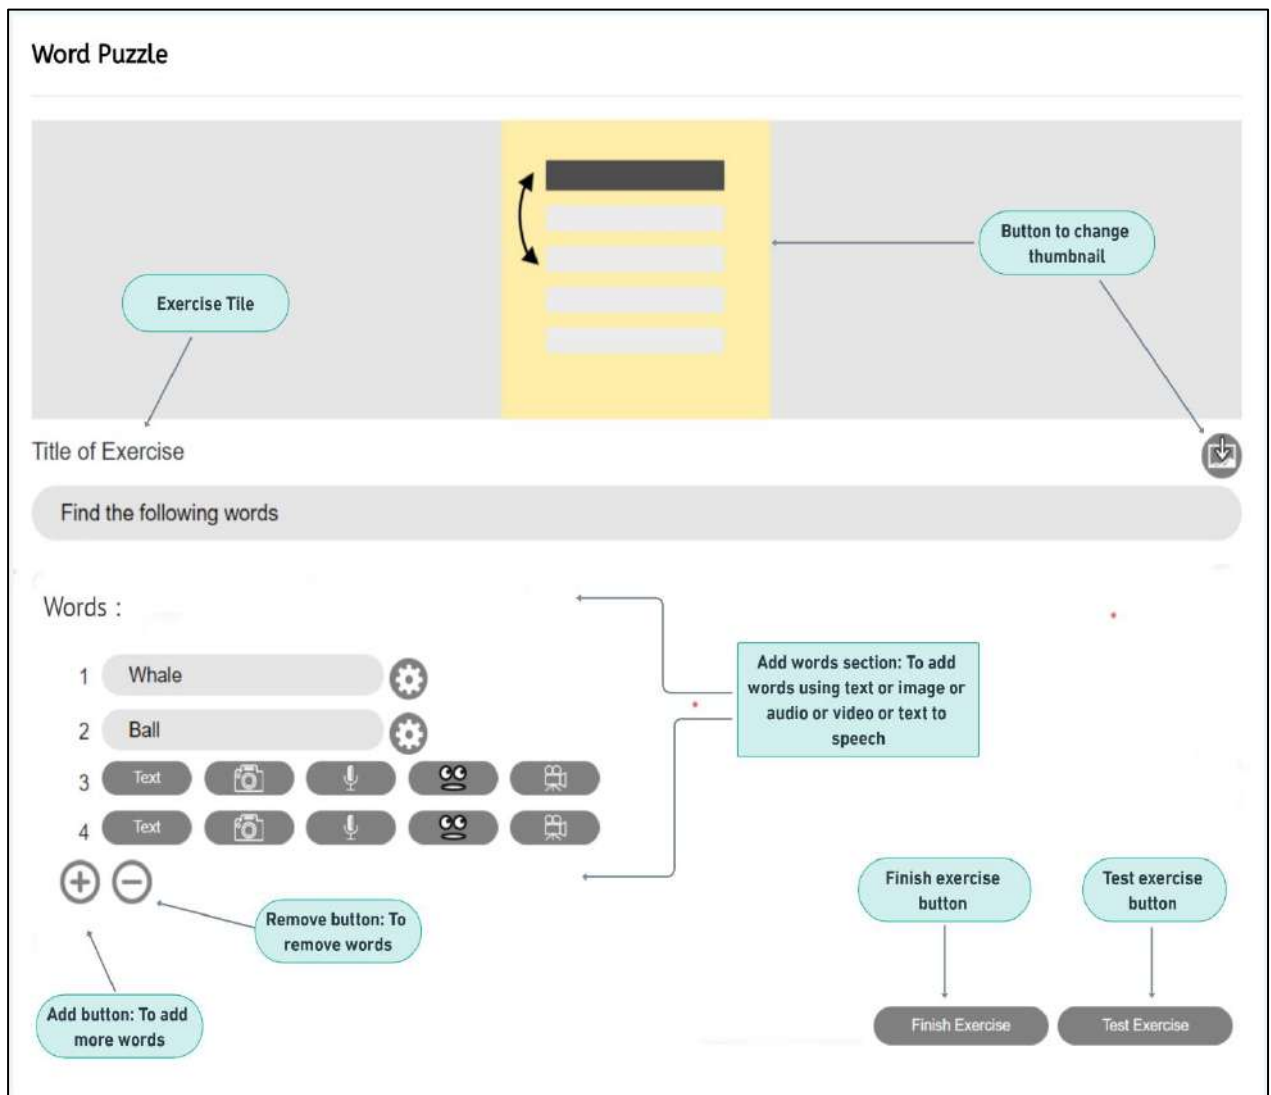 Word Puzzle
Button to change
thumbnail
Exercise Tile
Title of Exercise
Find the following words
Words :
Add words section: To add
words using text or image or
audio or video or text to
speech
1 Whale
2 Ball
3 Text
4 Text
Remove button: To
remove words
Add button: To add
more words
Finish exercise
button
Test exercise
button
Finish Exercise
Test Exercise